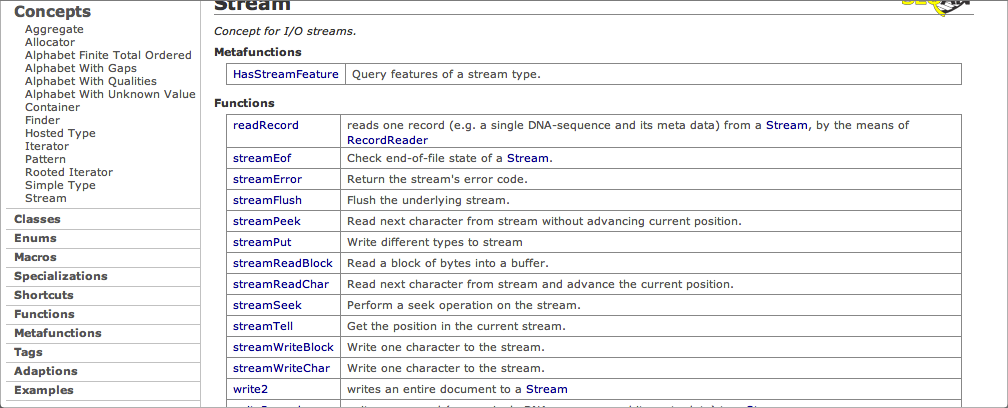 Concepts
Aggregate
Allocator
Alphabet Finite Total Ordered
Alphabet With Gaps
Alphabet With Qualities
Alphabet With Unknown Value
Container
Finder
Hosted Type
Iterator
Pattern
Rooted Iterator
Simple Type
Stream
Classes
Enums
Macros
Specializations
Shortcuts
Functions
Metafunctions
Tags
Adaptions
Examples
Stream
Concept for I/O streams.
Metafunctions
HasStreamFeature Query features of a stream type.
Functions
readRecord reads one record (e.g. a single DNA-sequence and its meta data) from a Stream, by the means of
RecordReader
streamEof Check end-of-file state of a Stream.
streamError Return the stream's error code.
streamFlush Flush the underlying stream.
streamPeek Read next character from stream without advancing current position.
streamPut Write different types to stream
streamReadBlock Read a block of bytes into a buffer.
streamReadChar Read next character from stream and advance the current position.
streamSeek Perform a seek operation on the stream.
streamTell Get the position in the current stream.
streamWriteBlock Write one character to the stream.
streamWriteChar Write one character to the stream.
write2 writes an entire document to a Stream